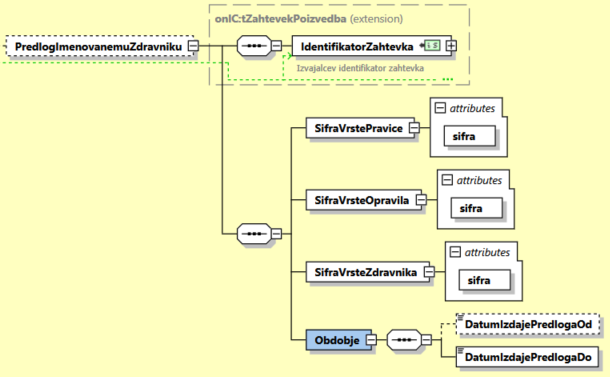 onlC:tZahtevekPoizvedba (extension)
PredlogImenovanemuZdravniku
IdentifikatorZahtevka
Izvajalcev identifikator zahtevka
attributes
SifraVrstePravice
sifra
attributes
SifraVrsteOpravila
sifra
attributes
SifraVrsteZdravnika
sifra
DatumIzdajePredlogaOd
Obdobje
DatumIzdajePredlogaDo